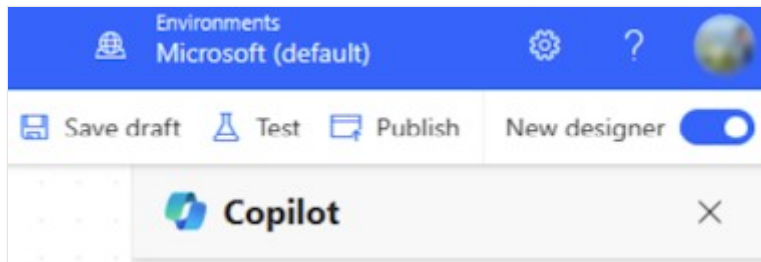 Environments
Microsoft (default)
?
Save draft Test Publish New designer
Copilot